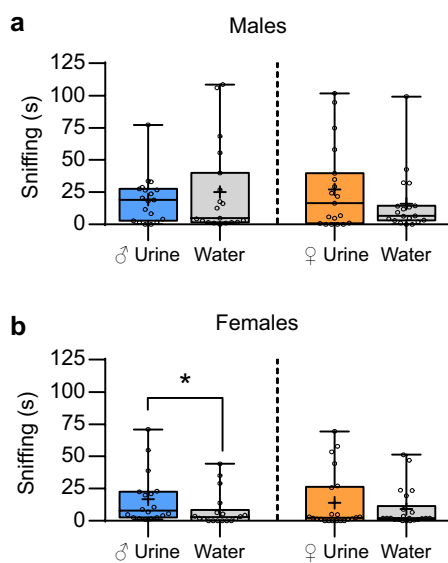 a
Males
Sniffing (s)
125
100
75
50
25
0
♂ Urine
Water
♀ Urine
Water
b
Females
Sniffing (s)
125
100
75
50
25
0
*
♂ Urine
Water
♀ Urine
Water